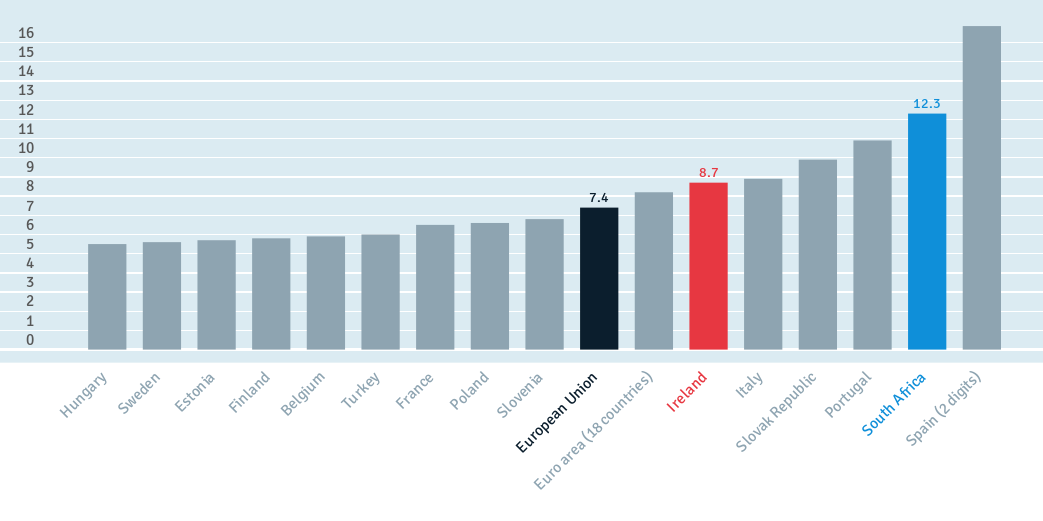 16
15
14
13
12
11
10
9
8
7
6
5
4
3
2
1
0
7.4
8.7
12.3
Hungary
Sweden
Estonia
Finland
Belgium
Turkey
France
Poland
Slovenia
European Union
Euro area (18 countries)
Ireland
Italy
Slovak Republic
Portugal
South Africa
Spain (2 digits)